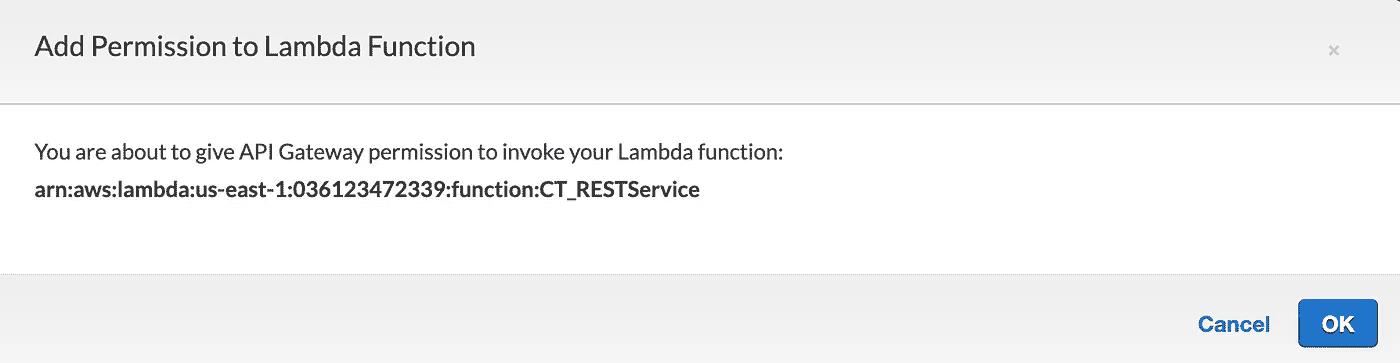 Add Permission to Lambda Function
×
You are about to give API Gateway permission to invoke your Lambda function:
arn:aws:lambda:us-east-1:036123472339:function:CT_RESTService
Cancel
OK